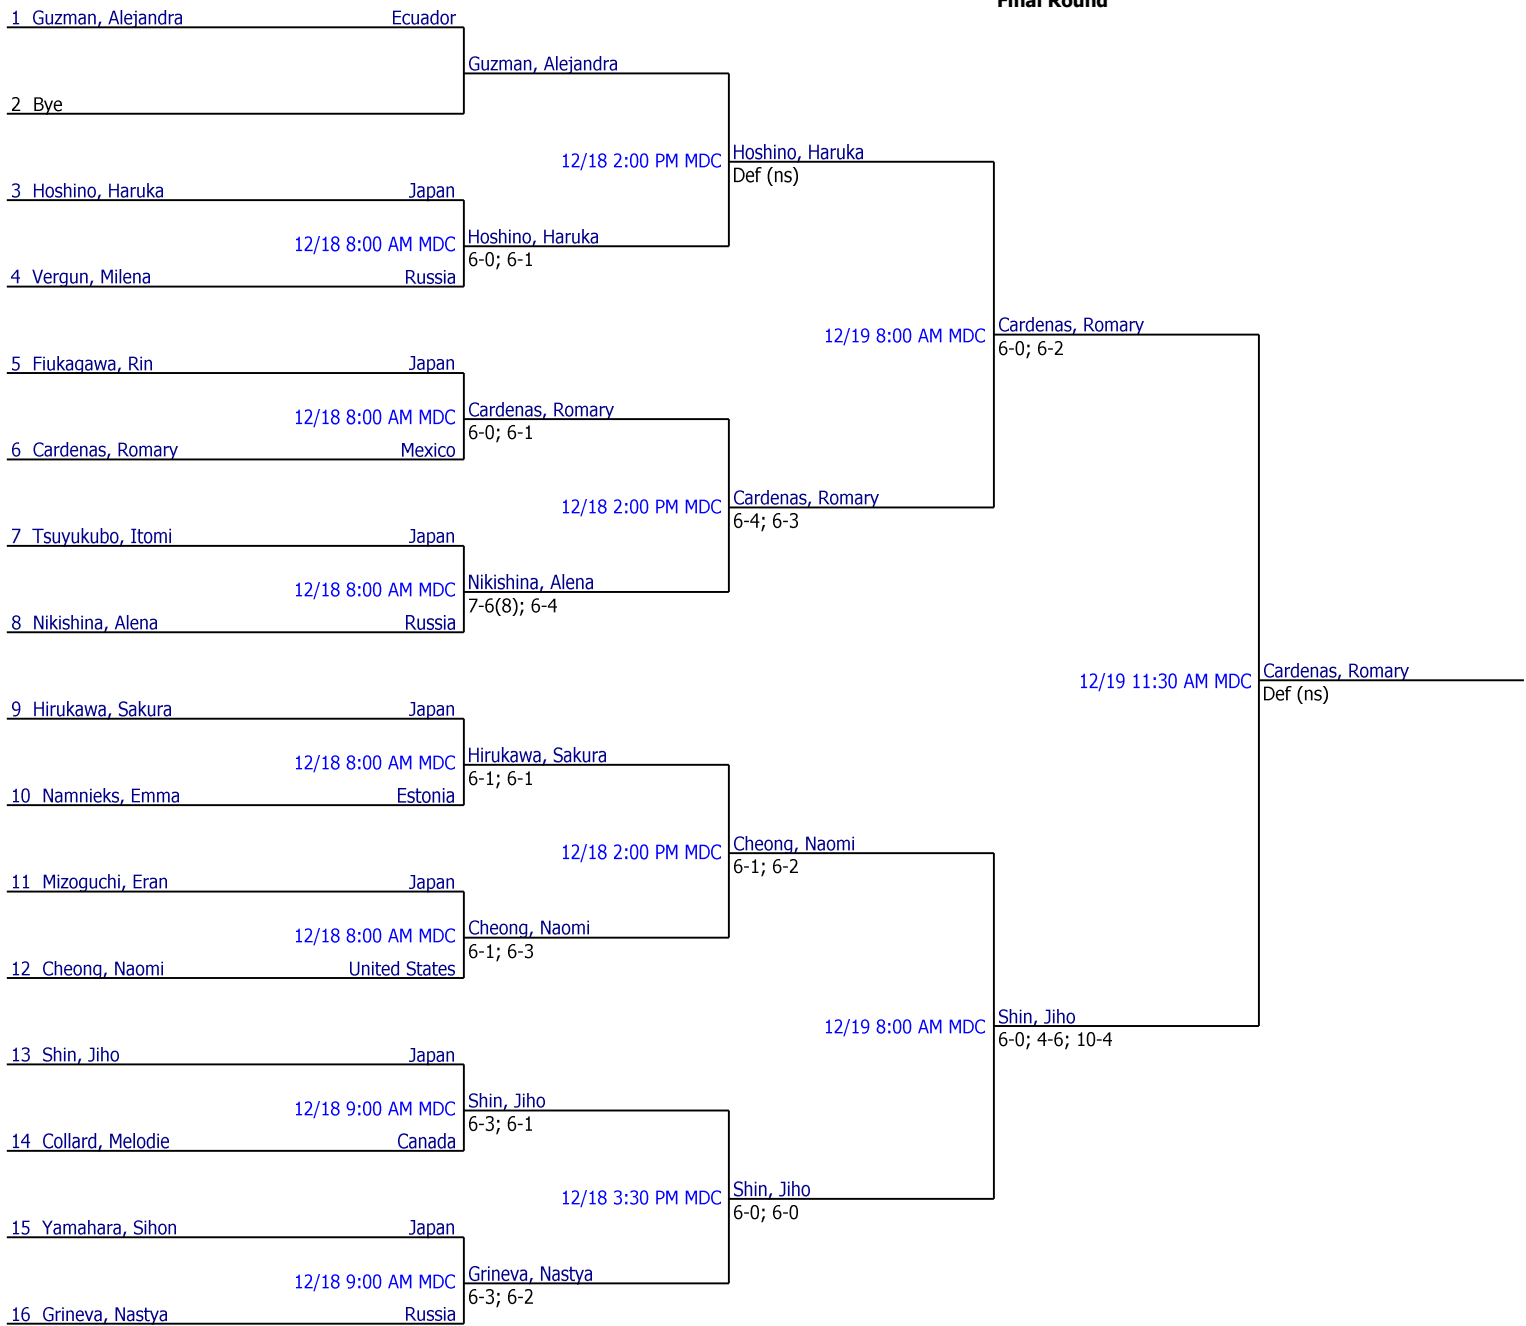 Final Round
1 Guzman, Alejandra Ecuador
Guzman, Alejandra
2 Bye
12/18 2:00 PM MDC Hoshino, Haruka
Def (ns)
3 Hoshino, Haruka Japan
12/18 8:00 AM MDC Hoshino, Haruka
6-0; 6-1
4 Vergun, Milena Russia
12/19 8:00 AM MDC Cardenas, Romary
6-0; 6-2
5 Fiukagawa, Rin Japan
12/18 8:00 AM MDC Cardenas, Romary
6-0; 6-1
6 Cardenas, Romary Mexico
12/18 2:00 PM MDC Cardenas, Romary
6-4; 6-3
7 Tsuyukubo, Itomi Japan
12/18 8:00 AM MDC Nikishina, Alena
7-6(8); 6-4
8 Nikishina, Alena Russia
12/19 11:30 AM MDC Cardenas, Romary
Def (ns)
9 Hirukawa, Sakura Japan
12/18 8:00 AM MDC Hirukawa, Sakura
6-1; 6-1
10 Namnieks, Emma Estonia
12/18 2:00 PM MDC Cheong, Naomi
6-1; 6-2
11 Mizoguchi, Eran Japan
12/18 8:00 AM MDC Cheong, Naomi
6-1; 6-3
12 Cheong, Naomi United States
12/19 8:00 AM MDC Shin, Jiho
6-0; 4-6; 10-4
13 Shin, Jiho Japan
12/18 9:00 AM MDC Shin, Jiho
6-3; 6-1
14 Collard, Melodie Canada
12/18 3:30 PM MDC Shin, Jiho
6-0; 6-0
15 Yamahara, Sihon Japan
12/18 9:00 AM MDC Grineva, Nastya
6-3; 6-2
16 Grineva, Nastya Russia